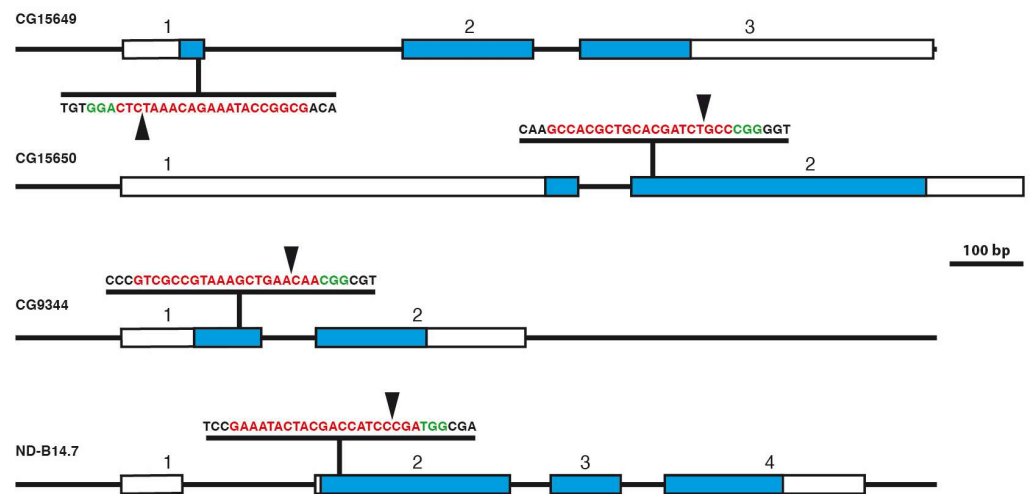 CG15649
1 2 3
TGTGGACTCTAAACAGAAATACCGGCGACA
CAAGCCACGCTGCACGATCTGCCCGGGGT
CG15650
1 2
100 bp
CCCGTCGCCGTAAAGCTGAACAACGGCGT
CG9344
1 2
TCCGAAATACTACGACCATCCCGATGGCGA
ND-B14.7
1 2 3 4